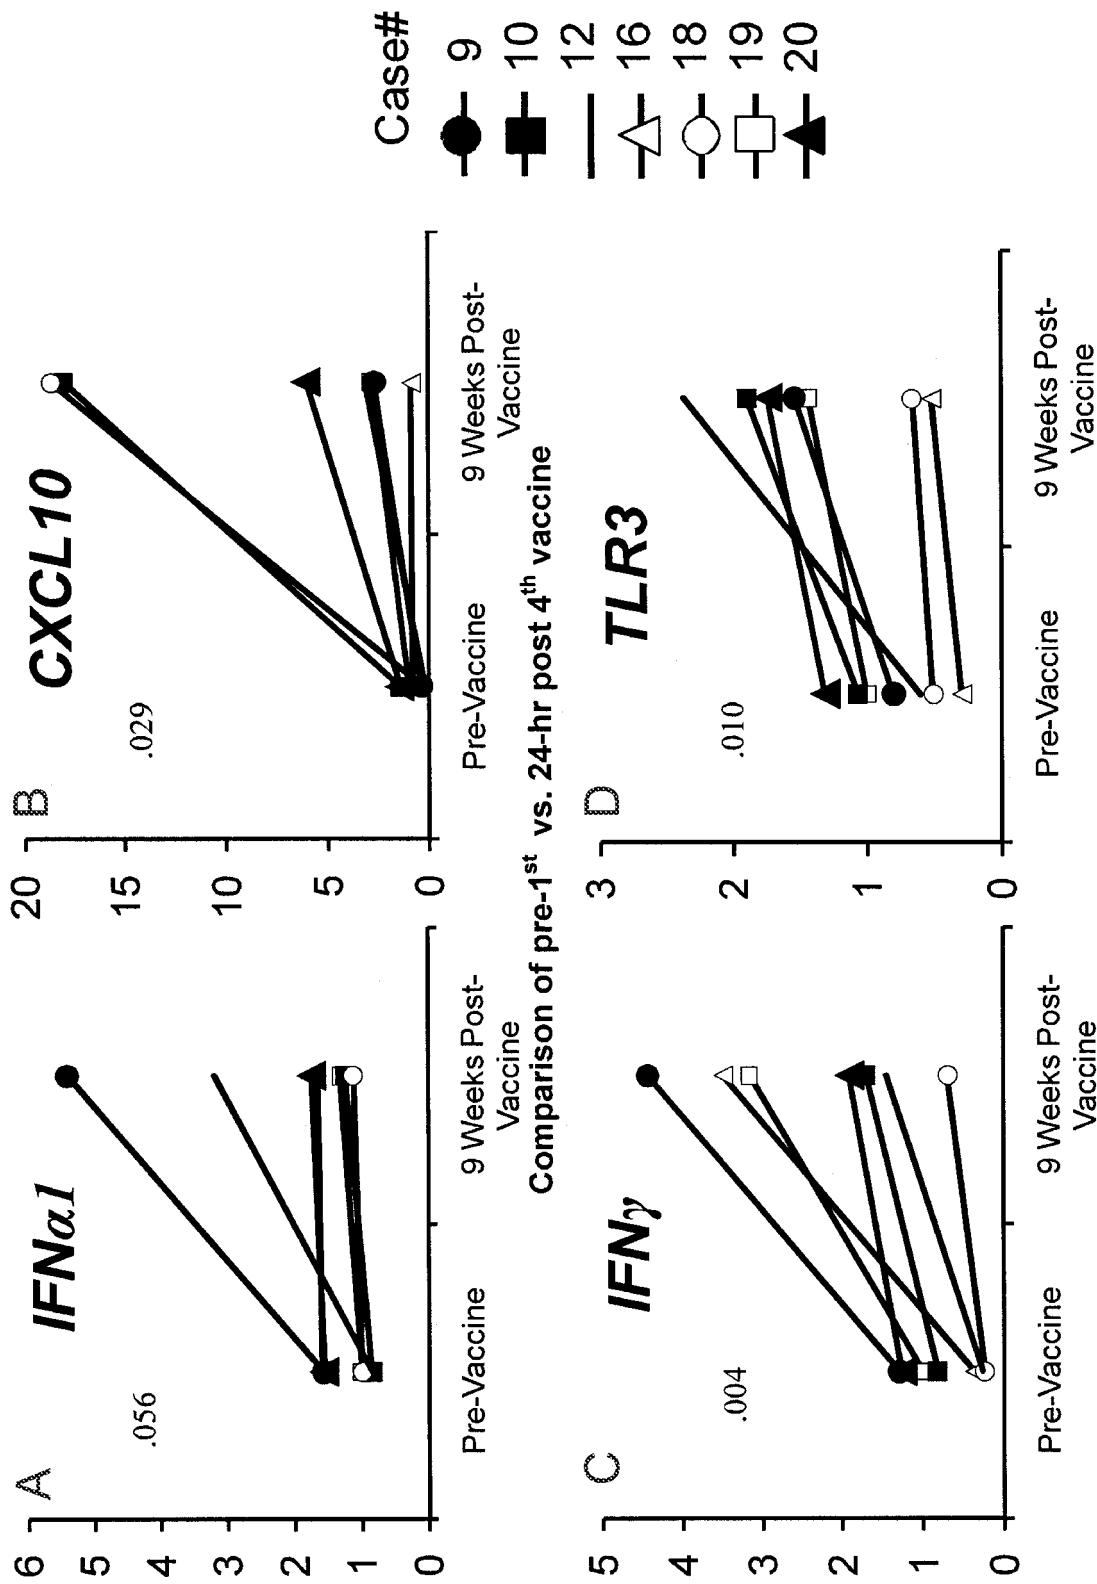 A
IFNα1
.056
6
5
4
3
2
1
0
Pre-Vaccine
9 Weeks Post-
Vaccine
B
CXCL10
.029
20
15
10
5
0
Pre-Vaccine
9 Weeks Post-
Vaccine
Case#
9
10
12
16
18
19
20
Comparison of pre-1st vs. 24-hr post 4th vaccine
C
IFNγ
.004
5
4
3
2
1
0
Pre-Vaccine
9 Weeks Post-
Vaccine
D
TLR3
.010
3
2
1
0
Pre-Vaccine
9 Weeks Post-
Vaccine